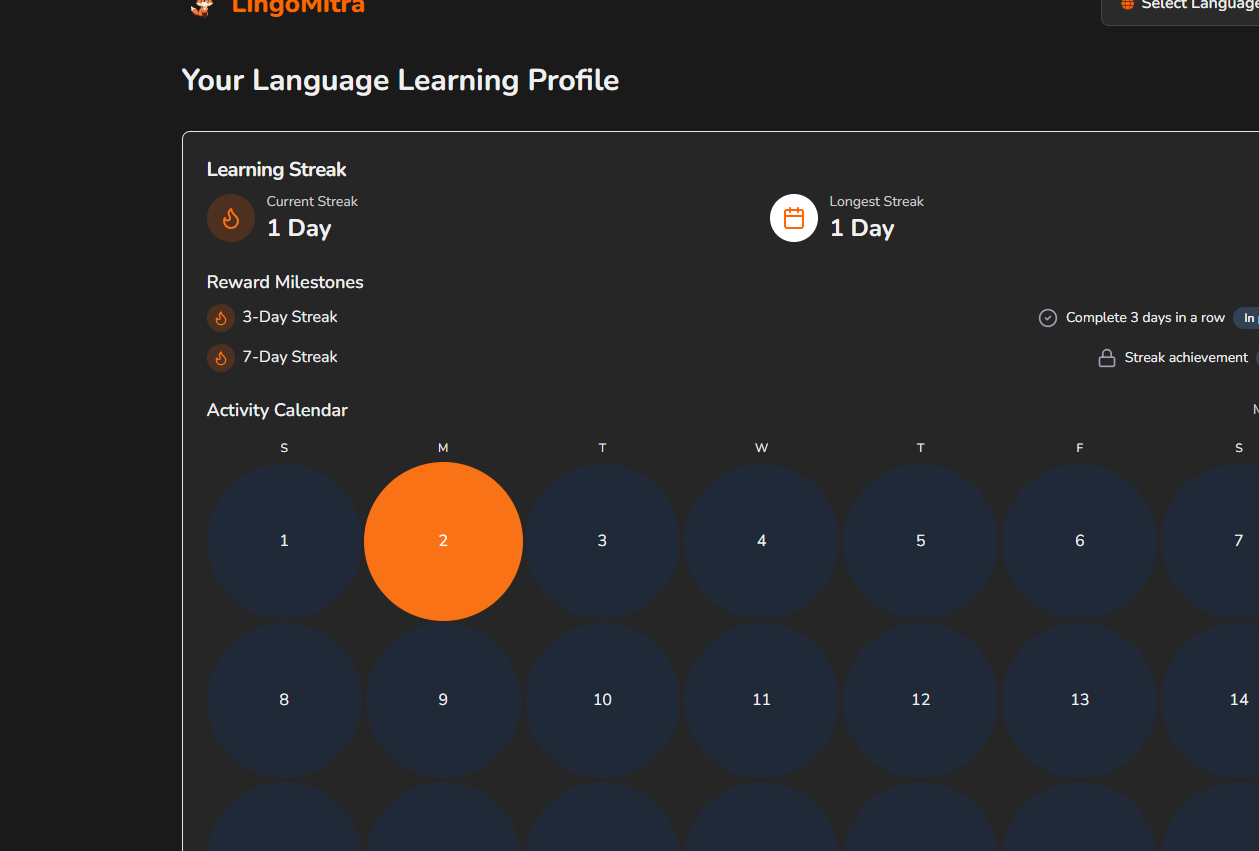 LingoMitra
Select Language
Your Language Learning Profile
Learning Streak
Current Streak
1 Day
Longest Streak
1 Day
Reward Milestones
3-Day Streak
Complete 3 days in a row
In
7-Day Streak
Streak achievement
Activity Calendar
M
S M T W T F S
1 2 3 4 5 6 7
8 9 10 11 12 13 14